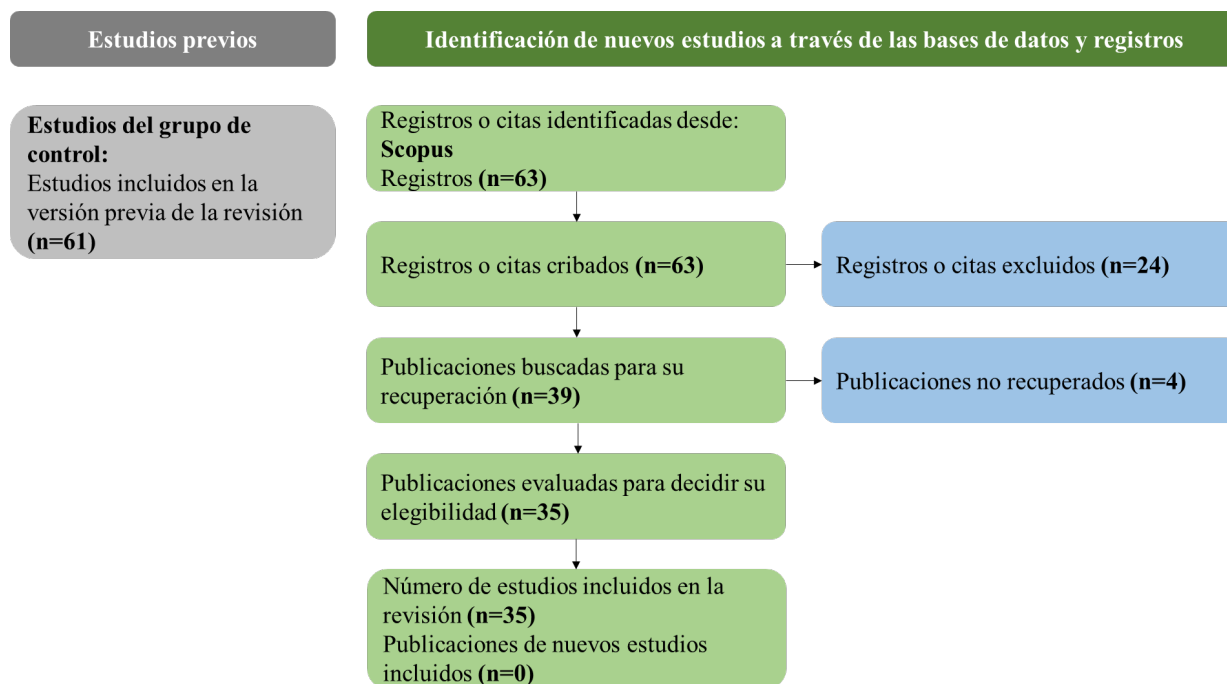 Estudios previos
Identificación de nuevos estudios a través de las bases de datos y registros
Estudios del grupo de
control:
Estudios incluidos en la
versión previa de la revisión
(n=61)
Registros o citas identificadas desde:
Scopus
Registros (n=63)
Registros o citas cribados (n=63)
Registros o citas excluidos (n=24)
Publicaciones buscadas para su
recuperación (n=39)
Publicaciones no recuperados (n=4)
Publicaciones evaluadas para decidir su
elegibilidad (n=35)
Número de estudios incluidos en la
revisión (n=35)
Publicaciones de nuevos estudios
incluidos (n=0)